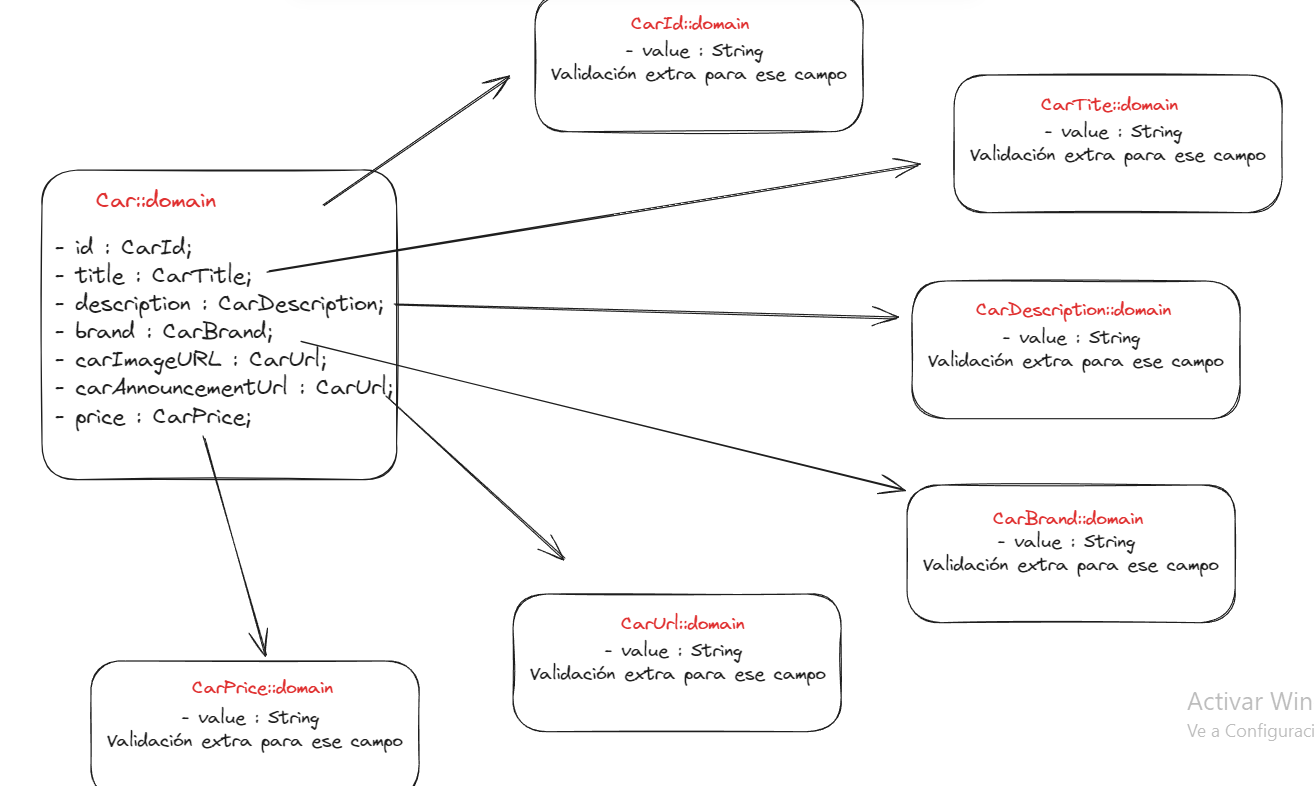 CarId::domain
- value : String
Validación extra para ese campo
CarTite::domain
- value : String
Validación extra para ese campo
Car::domain
- id : CarId;
- title : CarTitle;
- description : CarDescription;
- brand : CarBrand;
- carImageURL : CarUrl;
- carAnnouncementUrl : CarUrl;
- price : CarPrice;
CarDescription::domain
- value : String
Validación extra para ese campo
CarBrand::domain
- value : String
Validación extra para ese campo
CarUrl::domain
- value : String
Validación extra para ese campo
CarPrice::domain
- value : String
Validación extra para ese campo
Activar Win
Ve a Configuraci